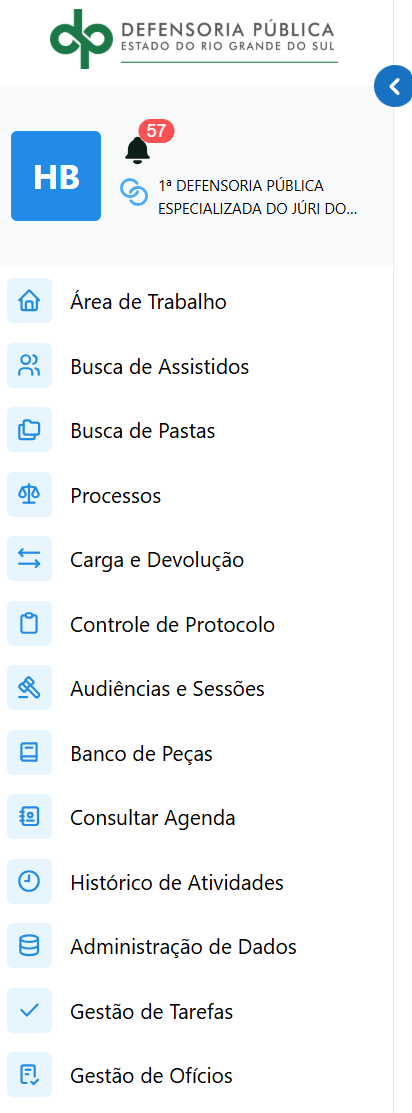 DEFENSORIA PÚBLICA
ESTADO DO RIO GRANDE DO SUL
57
HB
1ª DEFENSORIA PÚBLICA
ESPECIALIZADA DO JÚRI DO...
Área de Trabalho
Busca de Assistidos
Busca de Pastas
Processos
Carga e Devolução
Controle de Protocolo
Audiências e Sessões
Banco de Peças
Consultar Agenda
Histórico de Atividades
Administração de Dados
Gestão de Tarefas
Gestão de Ofícios